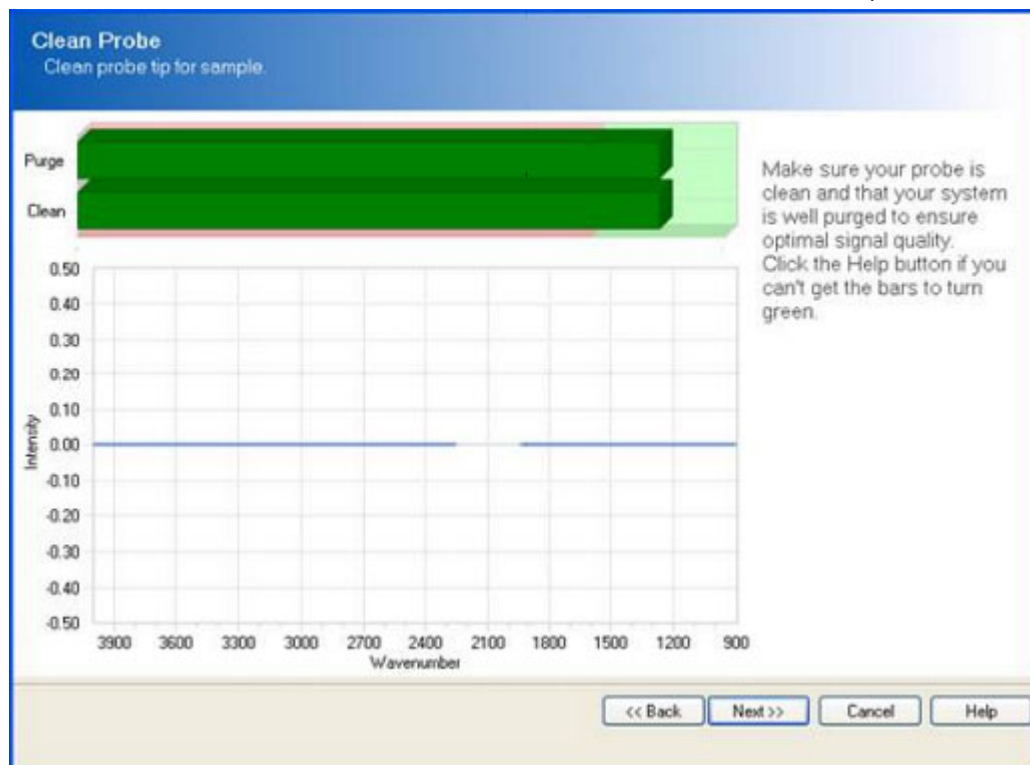 Clean Probe
Clean probe tip for sample.
Purge
Clean
Make sure your probe is
clean and that your system
is well purged to ensure
optimal signal quality.
Click the Help button if you
can't get the bars to turn
green.
0.50
0.40
0.30
0.20
0.10
0.00
-0.10
-0.20
-0.30
-0.40
-0.50
Intensity
3900 3600 3300 3000 2700 2400 2100 1800 1500 1200 900
Wavenumber
<< Back Next >> Cancel Help